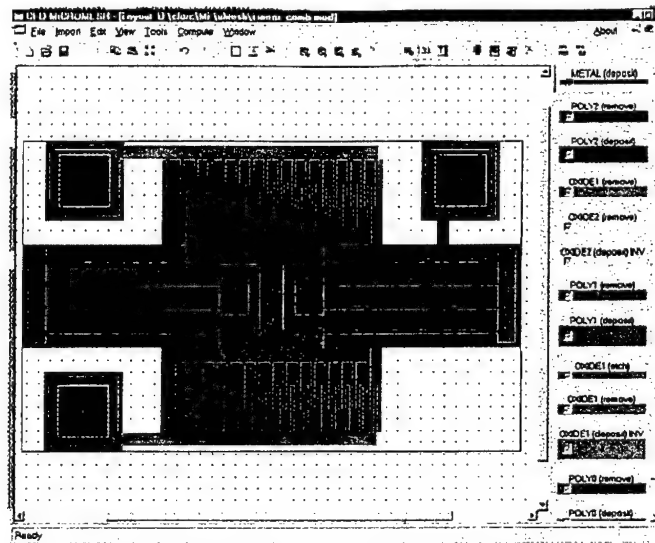 File Import Edit View Tools Compute Window About
METAL (deposit)
POLY2 (remove)
POLY2 (deposit)
OXIDE1 (remove)
OXIDE2 (remove)
OXIDE2 (deposit) INV
POLY1 (remove)
POLY1 (deposit)
OXIDE1 (etch)
OXIDE1 (remove)
OXIDE1 (deposit) INV
POLY0 (remove)
POLY0 (deposit)
Ready